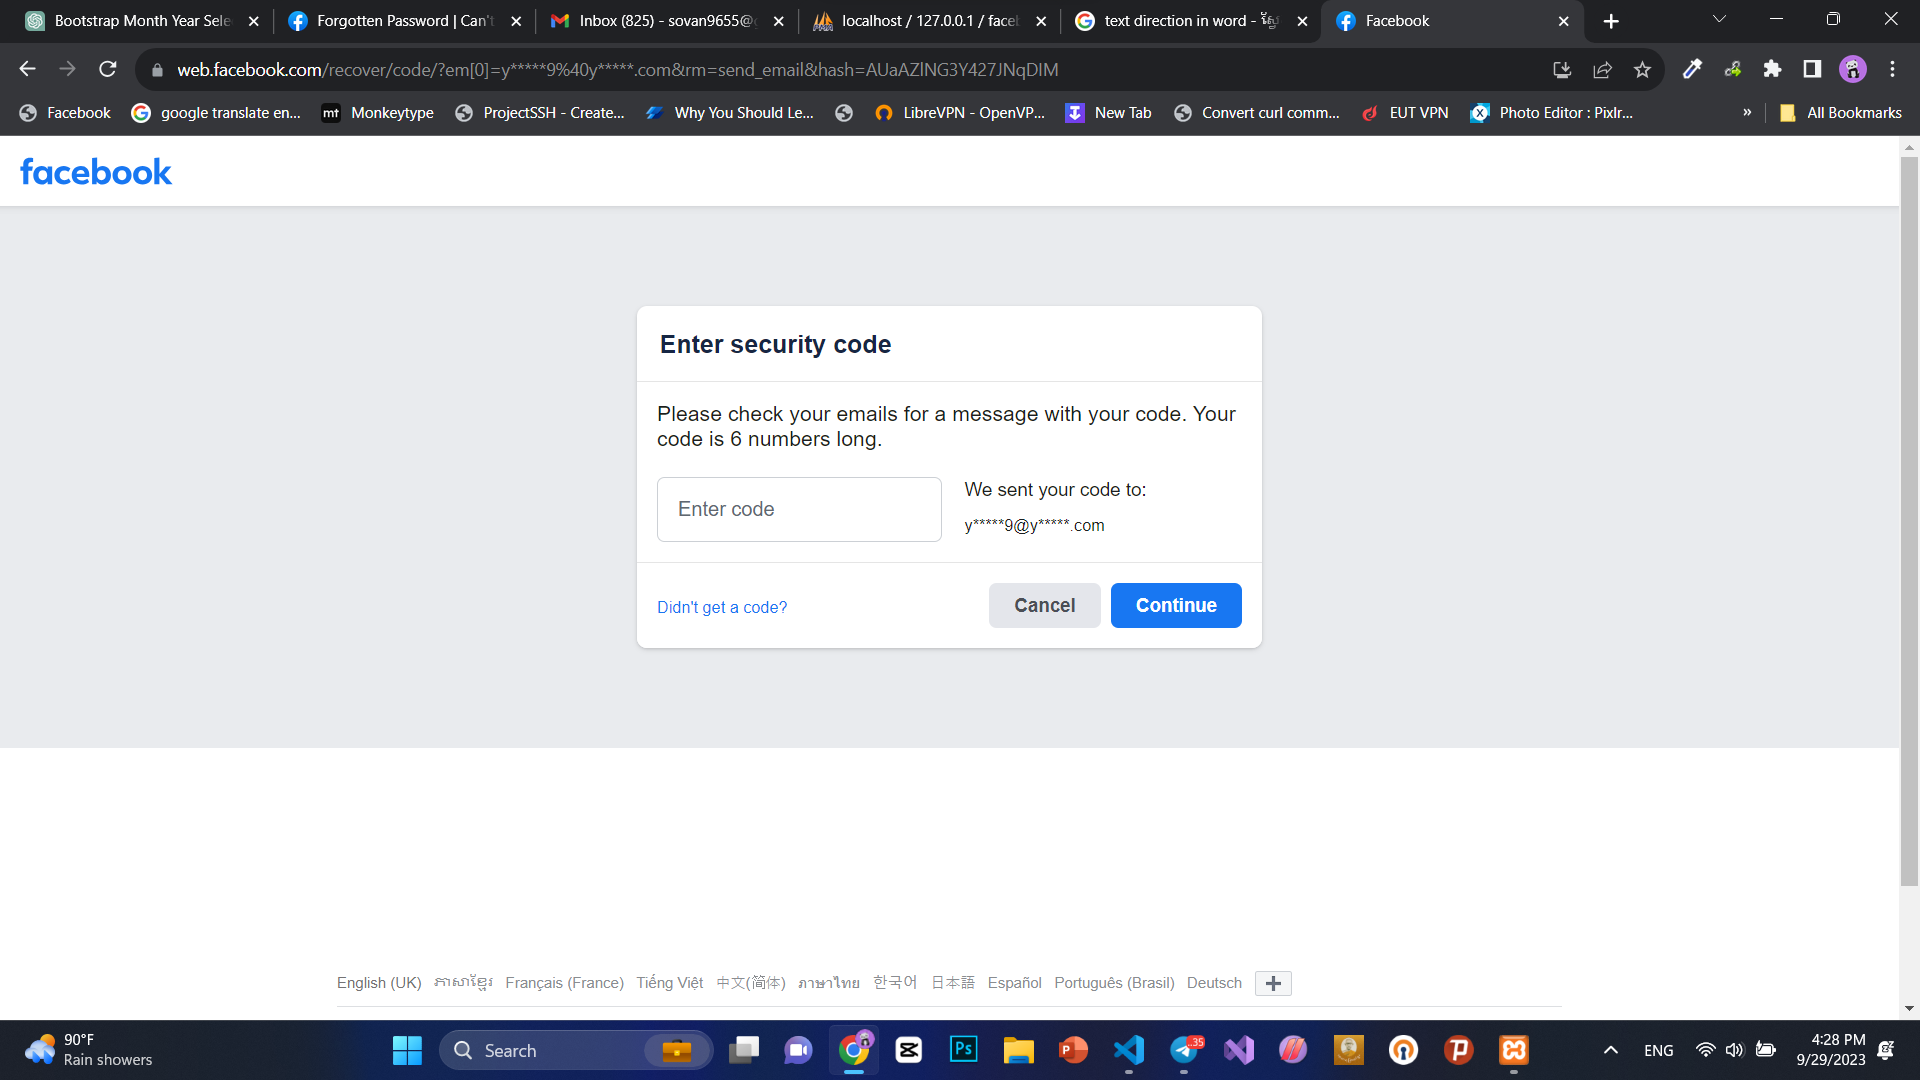 Bootstrap Month Year Sele
Forgotten Password | Can't
Inbox (825) - sovan9655@g
localhost / 127.0.0.1 / faceb
text direction in word - ស្វែ
Facebook
web.facebook.com/recover/code/?em[0]=y*****9%40y*****.com&rm=send_email&hash=AUaAZlNG3Y427JNqDIM
Facebook
google translate en...
mt
Monkeytype
ProjectSSH - Create...
Why You Should Le...
LibreVPN - OpenVP...
New Tab
Convert curl comm...
EUT VPN
Photo Editor : Pixlr...
»
All Bookmarks
facebook
Enter security code
Please check your emails for a message with your code. Your
code is 6 numbers long.
Enter code
We sent your code to:
y*****9@y*****.com
Didn't get a code?
Cancel
Continue
English (UK)
ភាសាខ្មែរ
Français (France)
Tiếng Việt
中文(简体)
ภาษาไทย
한국어
日本語
Español
Português (Brasil)
Deutsch
90°F
Rain showers
Search
Ps
P
.35
ENG
4:28 PM
9/29/2023